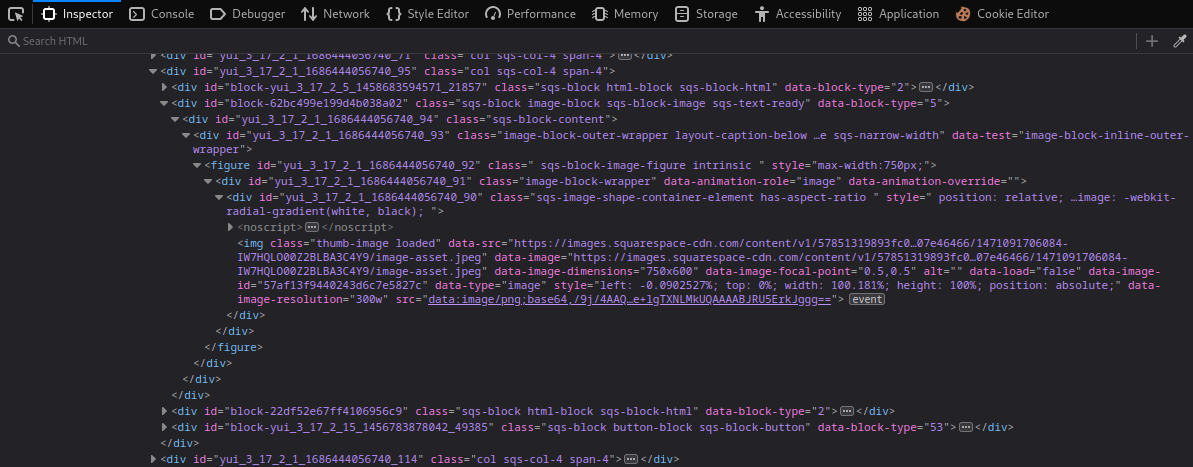 Inspector Console Debugger Network Style Editor Performance Memory Storage Accessibility Application Cookie Editor
Search HTML
<div id="yui_3_17_2_1_1686444056740_71" class="col sqs-col-4 span-4">…</div>
<div id="yui_3_17_2_1_1686444056740_95" class="col sqs-col-4 span-4">
<div id="block-yui_3_17_2_5_1458683594571_21857" class="sqs-block html-block sqs-block-html" data-block-type="2">…</div>
<div id="block-62bc499e199d4b038a02" class="sqs-block image-block sqs-block-image sqs-text-ready" data-block-type="5">
<div id="yui_3_17_2_1_1686444056740_94" class="sqs-block-content">
<div id="yui_3_17_2_1_1686444056740_93" class="image-block-outer-wrapper layout-caption-below …e sqs-narrow-width" data-test="image-block-inline-outer-
wrapper">
<figure id="yui_3_17_2_1_1686444056740_92" class=" sqs-block-image-figure intrinsic " style="max-width:750px;">
<div id="yui_3_17_2_1_1686444056740_91" class="image-block-wrapper" data-animation-role="image" data-animation-override="">
<div id="yui_3_17_2_1_1686444056740_90" class="sqs-image-shape-container-element has-aspect-ratio " style=" position: relative; …image: -webkit-
radial-gradient(white, black); ">
<noscript>…</noscript>
<img class="thumb-image loaded" data-src="https://images.squarespace-cdn.com/content/v1/57851319893fc0…07e46466/1471091706084-
IW7HQLO00Z2BLBA3C4Y9/image-asset.jpeg" data-image="https://images.squarespace-cdn.com/content/v1/57851319893fc0…07e46466/1471091706084-
IW7HQLO00Z2BLBA3C4Y9/image-asset.jpeg" data-image-dimensions="750x600" data-image-focal-point="0.5,0.5" alt="" data-load="false" data-image-
id="57af13f9440243d6c7e5827c" data-type="image" style="left: -0.0902527%; top: 0%; width: 100.181%; height: 100%; position: absolute;" data-
image-resolution="300w" src="data:image/png;base64,/9j/4AAQ…e+lgTXNLMkUQAAAABJRU5ErkJggg=="> event
</div>
</div>
</figure>
</div>
</div>
</div>
<div id="block-22df52e67ff4106956c9" class="sqs-block html-block sqs-block-html" data-block-type="2">…</div>
<div id="block-yui_3_17_2_15_1456783878042_49385" class="sqs-block button-block sqs-block-button" data-block-type="53">…</div>
</div>
<div id="yui_3_17_2_1_1686444056740_114" class="col sqs-col-4 span-4">…</div>